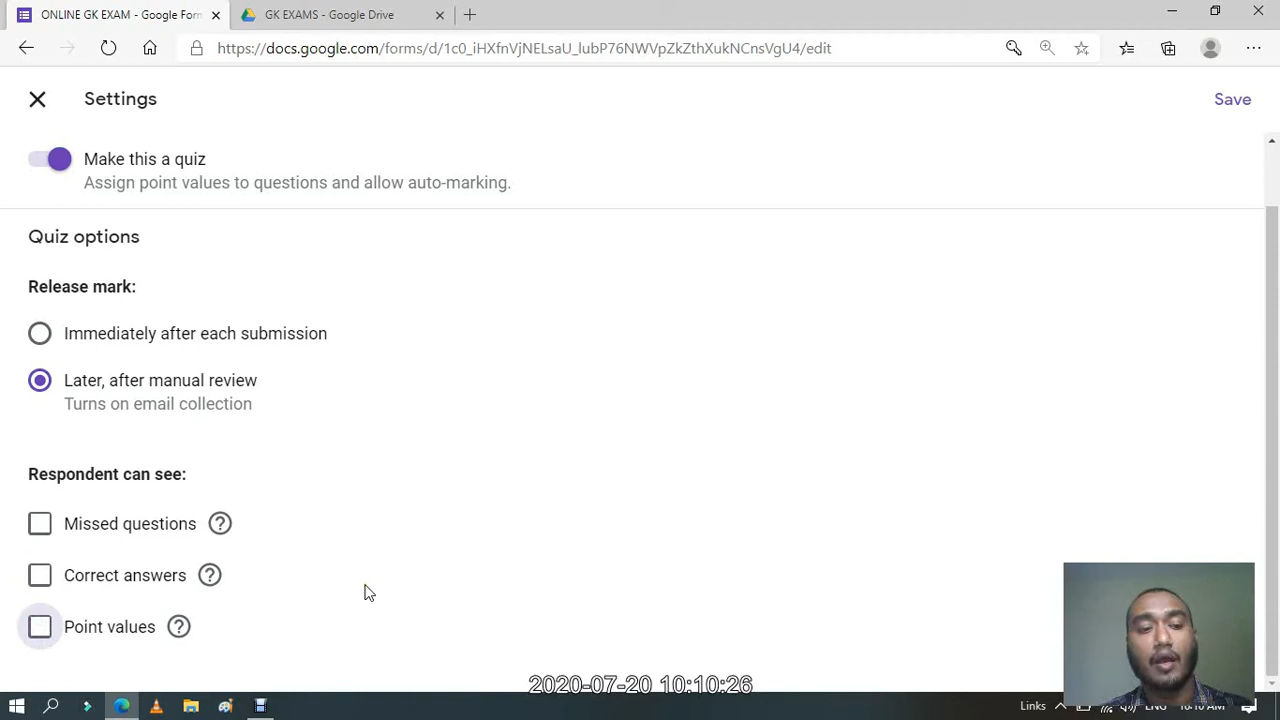 ONLINE GK EXAM - Google Form
GK EXAMS - Google Drive
https://docs.google.com/forms/d/1c0_iHXfnVjNELsaU_lubP76NWVpZkZthXukNCnsVgU4/edit
Settings
Save
Make this a quiz
Assign point values to questions and allow auto-marking.
Quiz options
Release mark:
Immediately after each submission
Later, after manual review
Turns on email collection
Respondent can see:
Missed questions
Correct answers
Point values
2020-07-20 10:10:26
Links
ENG
10:10 AM